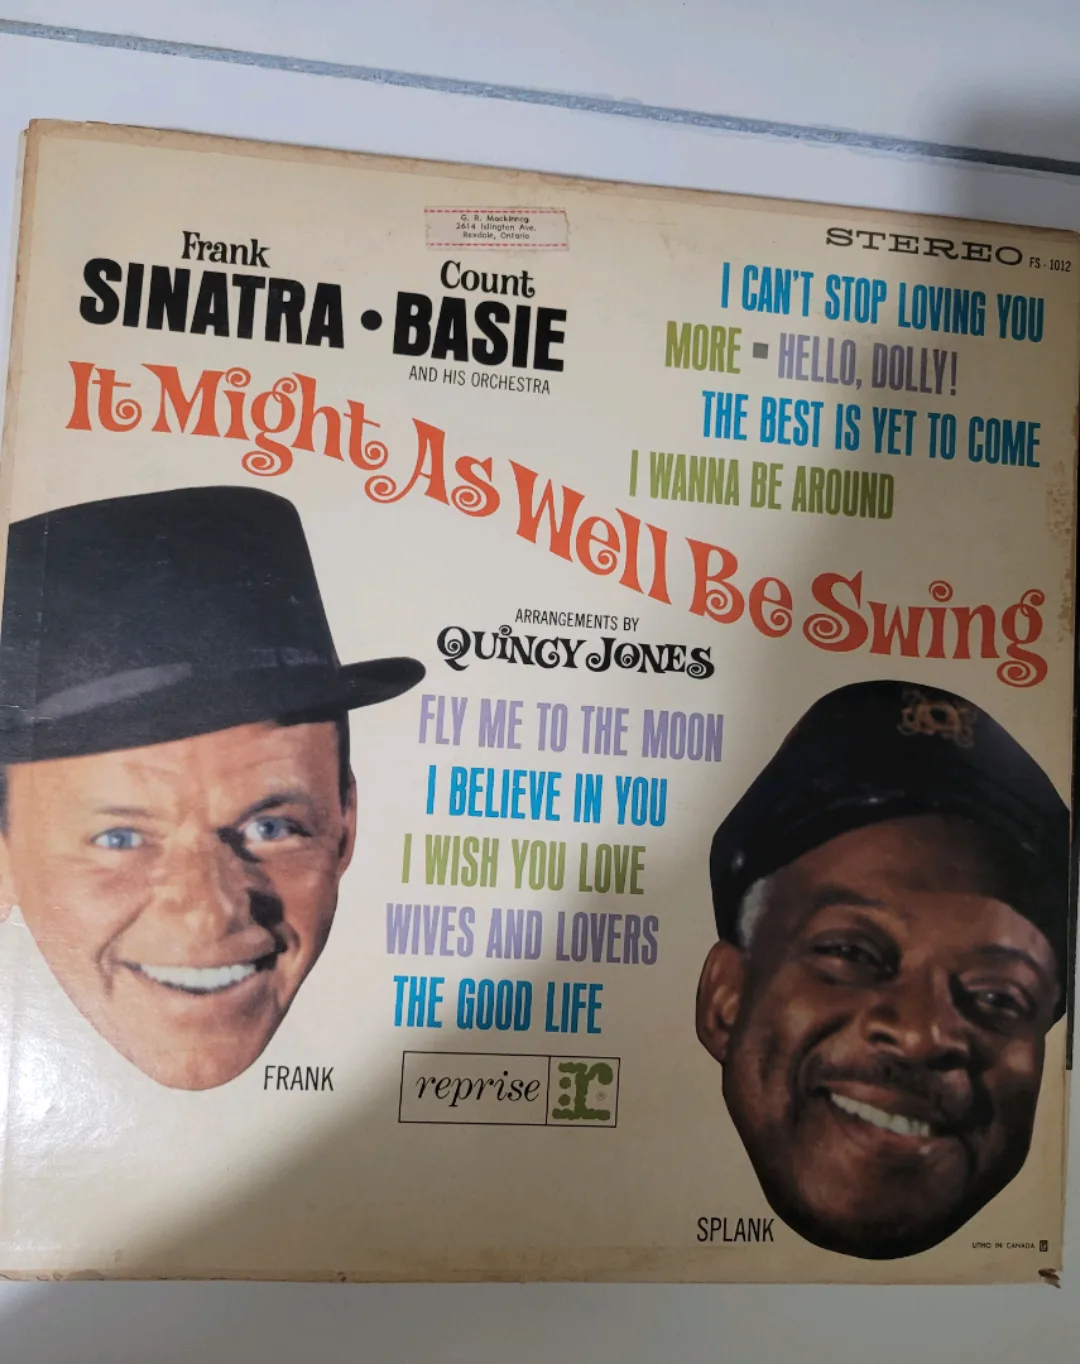 G. R. Mackinnon
2614 Islington Ave.
Rexdale, Ontario
Frank
SINATRA • Count
BASIE
AND HIS ORCHESTRA
STEREO FS-1012
I CAN'T STOP LOVING YOU
MORE ▪ HELLO, DOLLY!
THE BEST IS YET TO COME
I WANNA BE AROUND
It Might As Well Be Swing
ARRANGEMENTS BY
QUINCY JONES
FLY ME TO THE MOON
I BELIEVE IN YOU
I WISH YOU LOVE
WIVES AND LOVERS
THE GOOD LIFE
FRANK
reprise r
SPLANK
LITHO IN CANADA